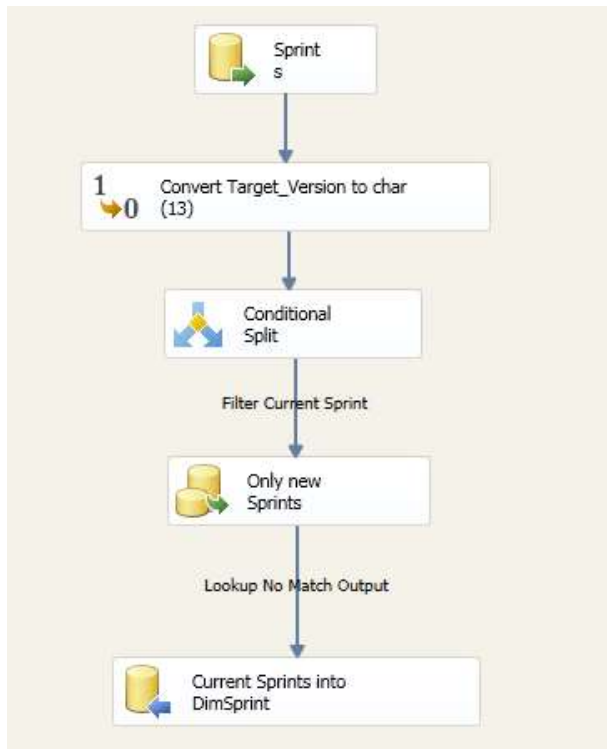 Sprint
s
1
0
Convert Target_Version to char
(13)
Conditional
Split
Filter Current Sprint
Only new
Sprints
Lookup No Match Output
Current Sprints into
DimSprint